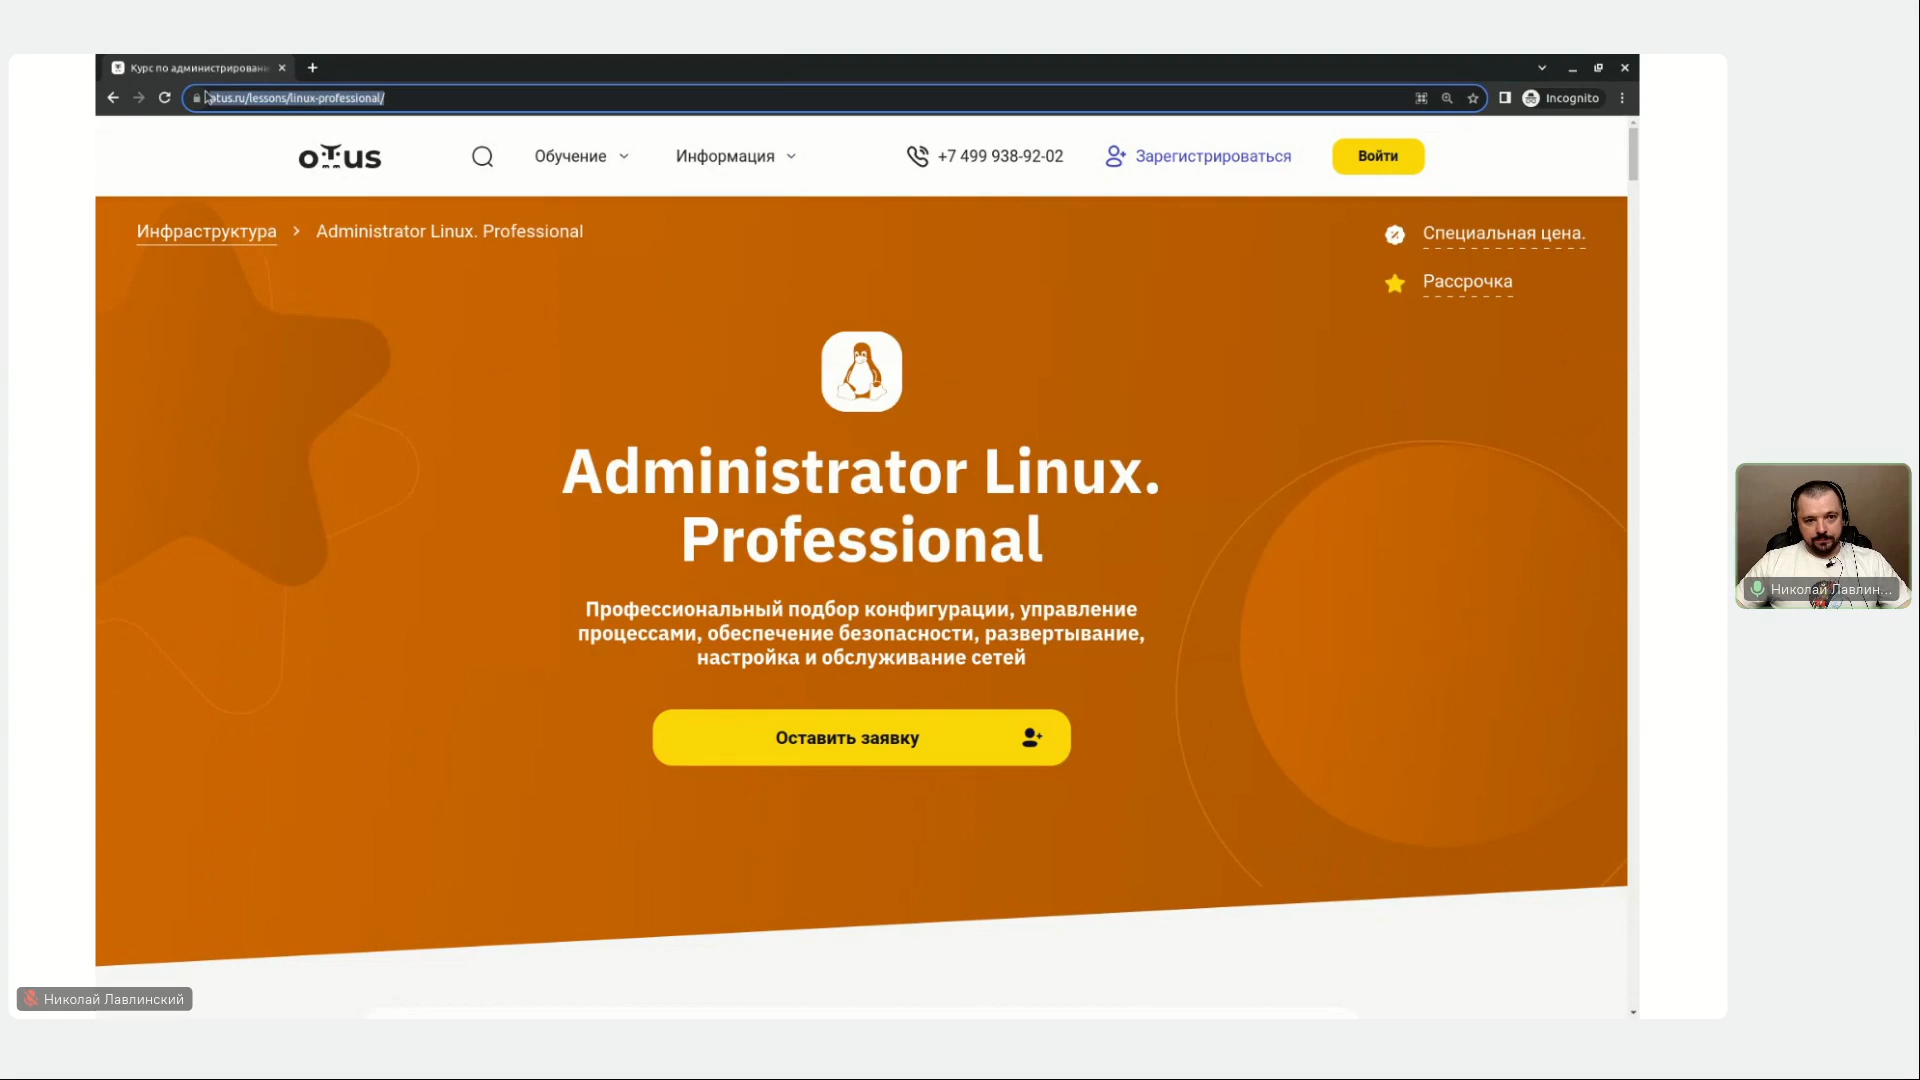 Курс по администрировани
otus.ru/lessons/linux-professional/
Incognito
oTus
Обучение
Информация
+7 499 938-92-02
Зарегистрироваться
Войти
Инфраструктура > Administrator Linux. Professional
Специальная цена.
Рассрочка
Administrator Linux.
Professional
Профессиональный подбор конфигурации, управление
процессами, обеспечение безопасности, развертывание,
настройка и обслуживание сетей
Оставить заявку
Николай Лавлин...
Николай Лавлинский